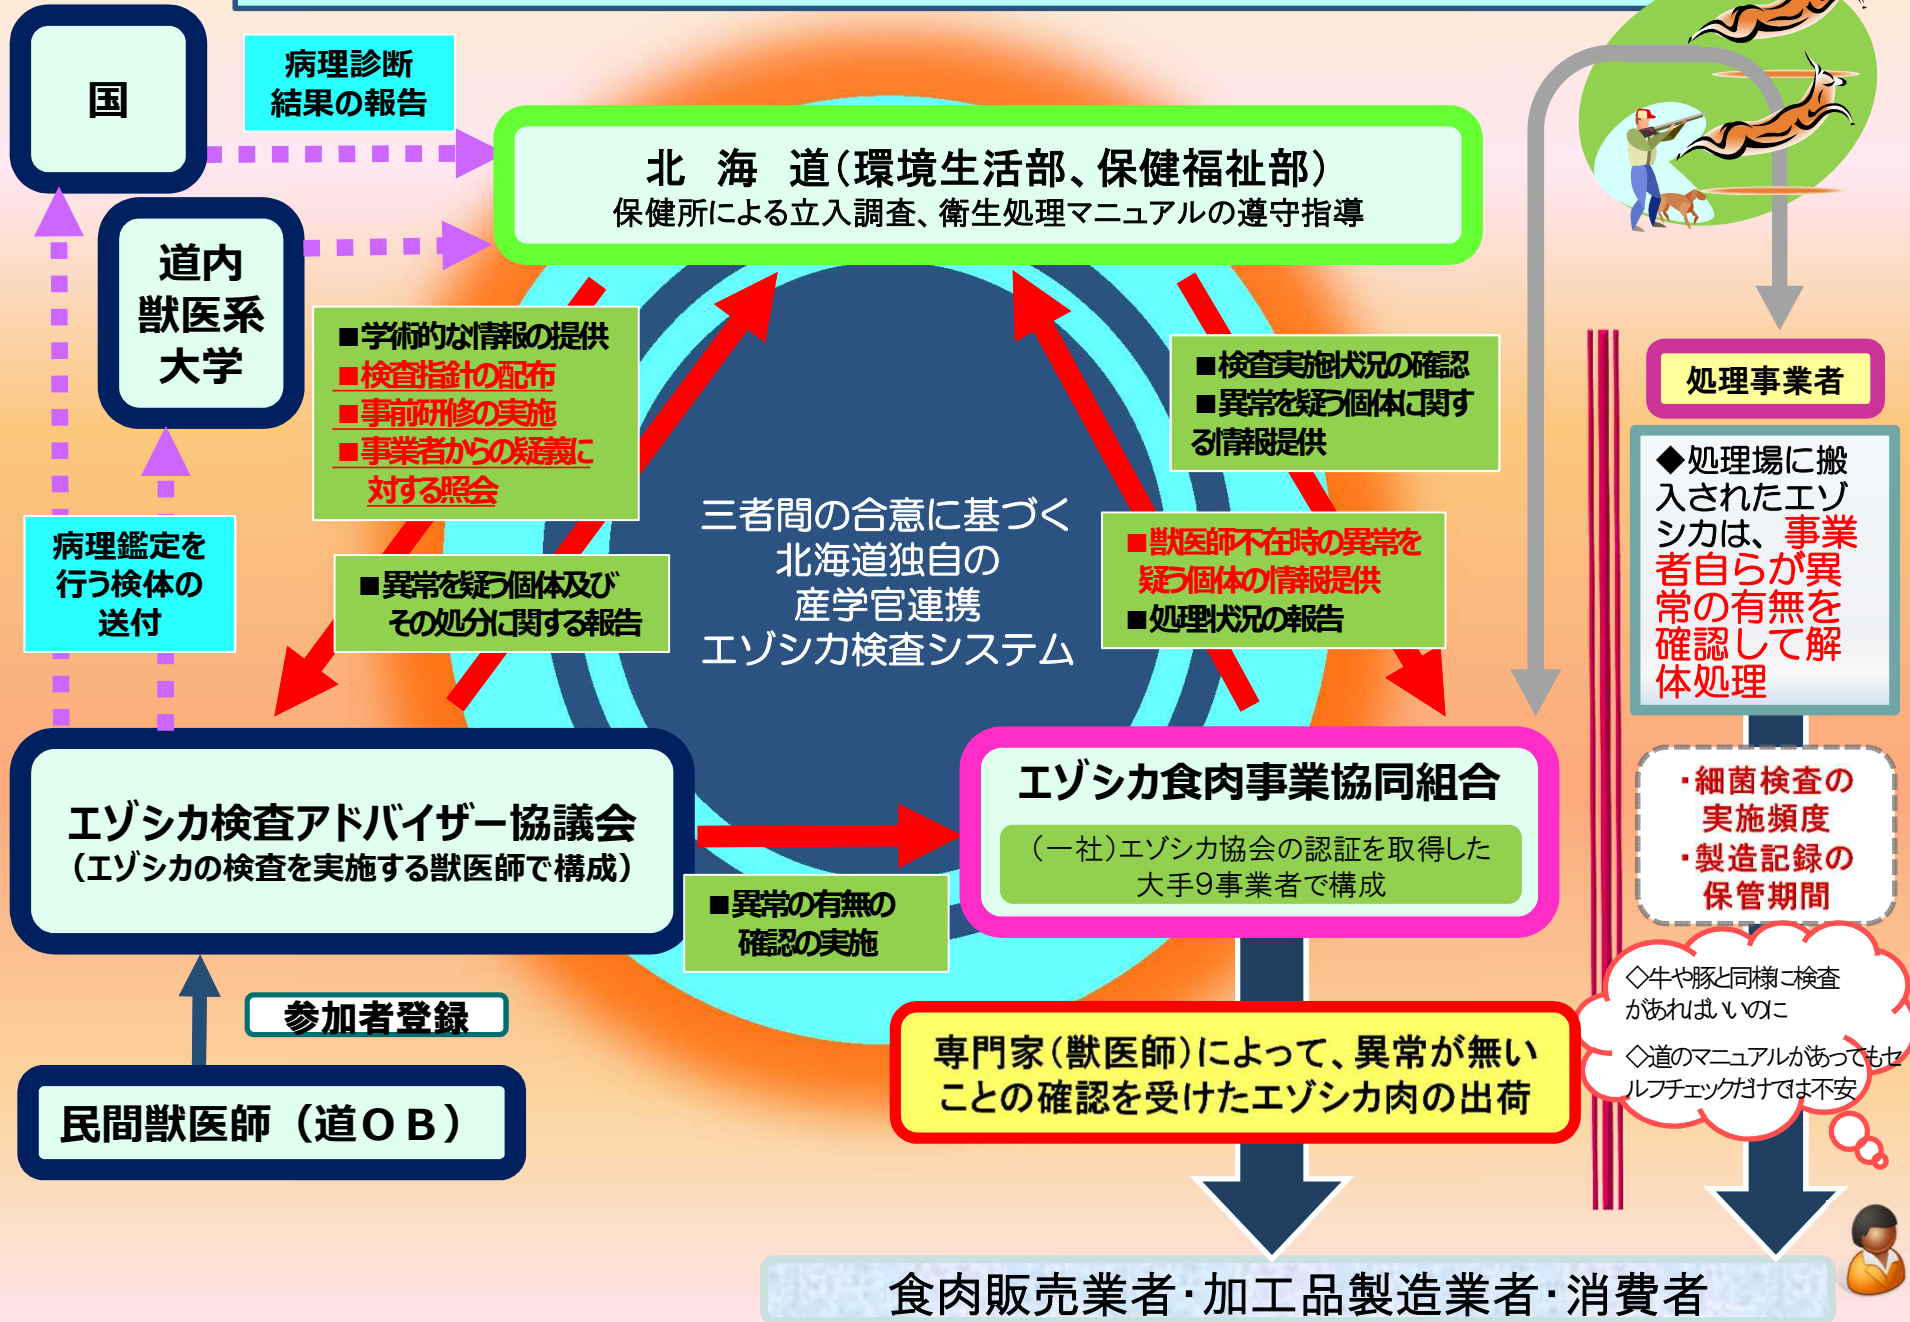 国
病理診断
結果の報告
北 海 道(環境生活部、保健福祉部)
保健所による立入調査、衛生処理マニュアルの遵守指導
道内
獣医系
大学
■学術的な情報の提供
■検査指針の配布
■事前研修の実施
■事業者からの疑義に
対する照会
■検査実施状況の確認
■異常を疑う個体に関す
る情報提供
処理事業者
◆処理場に搬
入されたエゾ
シカは、事業
者自らが異
常の有無を
確認して解
体処理
病理鑑定を
行う検体の
送付
■異常を疑う個体及び
その処分に関する報告
三者間の合意に基づく
北海道独自の
産学官連携
エゾシカ検査システム
■獣医師不在時の異常を
疑う個体の情報提供
■処理状況の報告
エゾシカ検査アドバイザー協議会
(エゾシカの検査を実施する獣医師で構成)
エゾシカ食肉事業協同組合
(一社)エゾシカ協会の認証を取得した
大手9事業者で構成
・細菌検査の
実施頻度
・製造記録の
保管期間
■異常の有無の
確認の実施
◇牛や豚と同様に検査
があればいいのに
◇道のマニュアルがあってもセ
ルフチェックだけでは不安
参加者登録
民間獣医師(道OB)
専門家(獣医師)によって、異常が無い
ことの確認を受けたエゾシカ肉の出荷
食肉販売業者・加工品製造業者・消費者